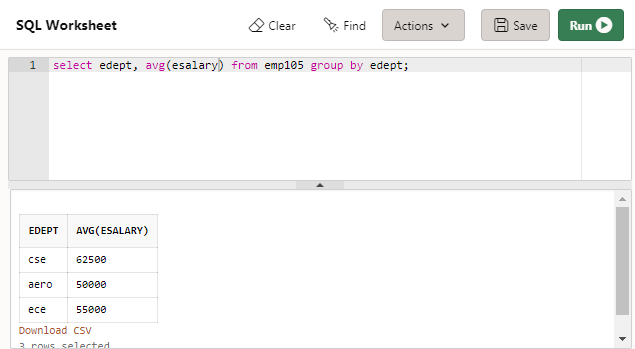 SQL Worksheet Clear Find Actions Save Run
1 select edept, avg(esalary) from emp105 group by edept;
EDEPT AVG(ESALARY)
cse 62500
aero 50000
ece 55000
Download CSV
3 rows selected